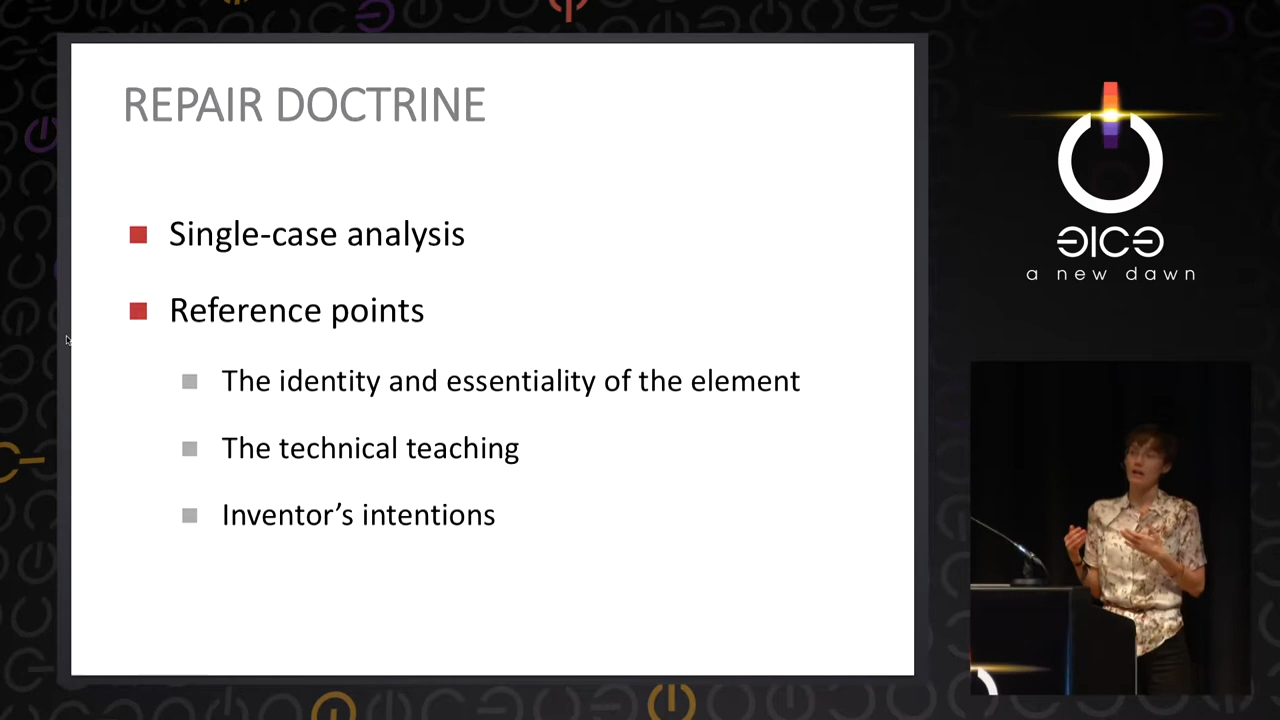 REPAIR DOCTRINE
Single-case analysis
Reference points
The identity and essentiality of the element
The technical teaching
Inventor’s intentions
31C3
a new dawn